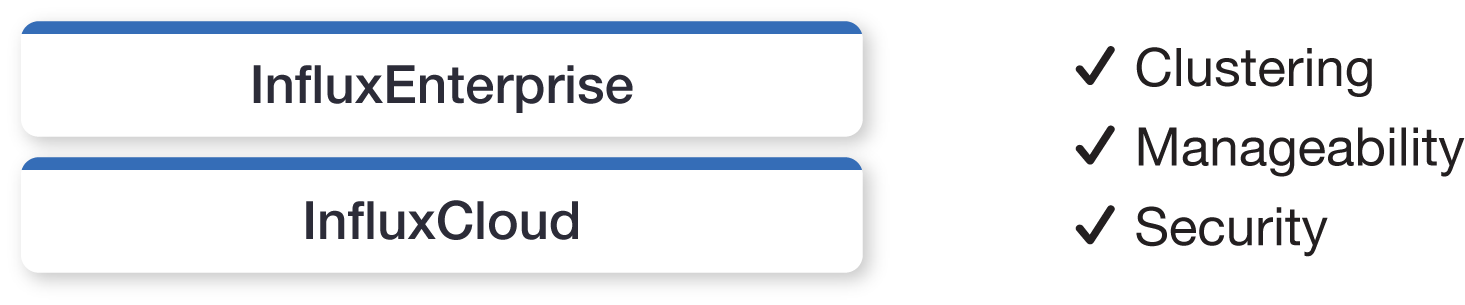 InfluxEnterprise
InfluxCloud
✓ Clustering
✓ Manageability
✓ Security